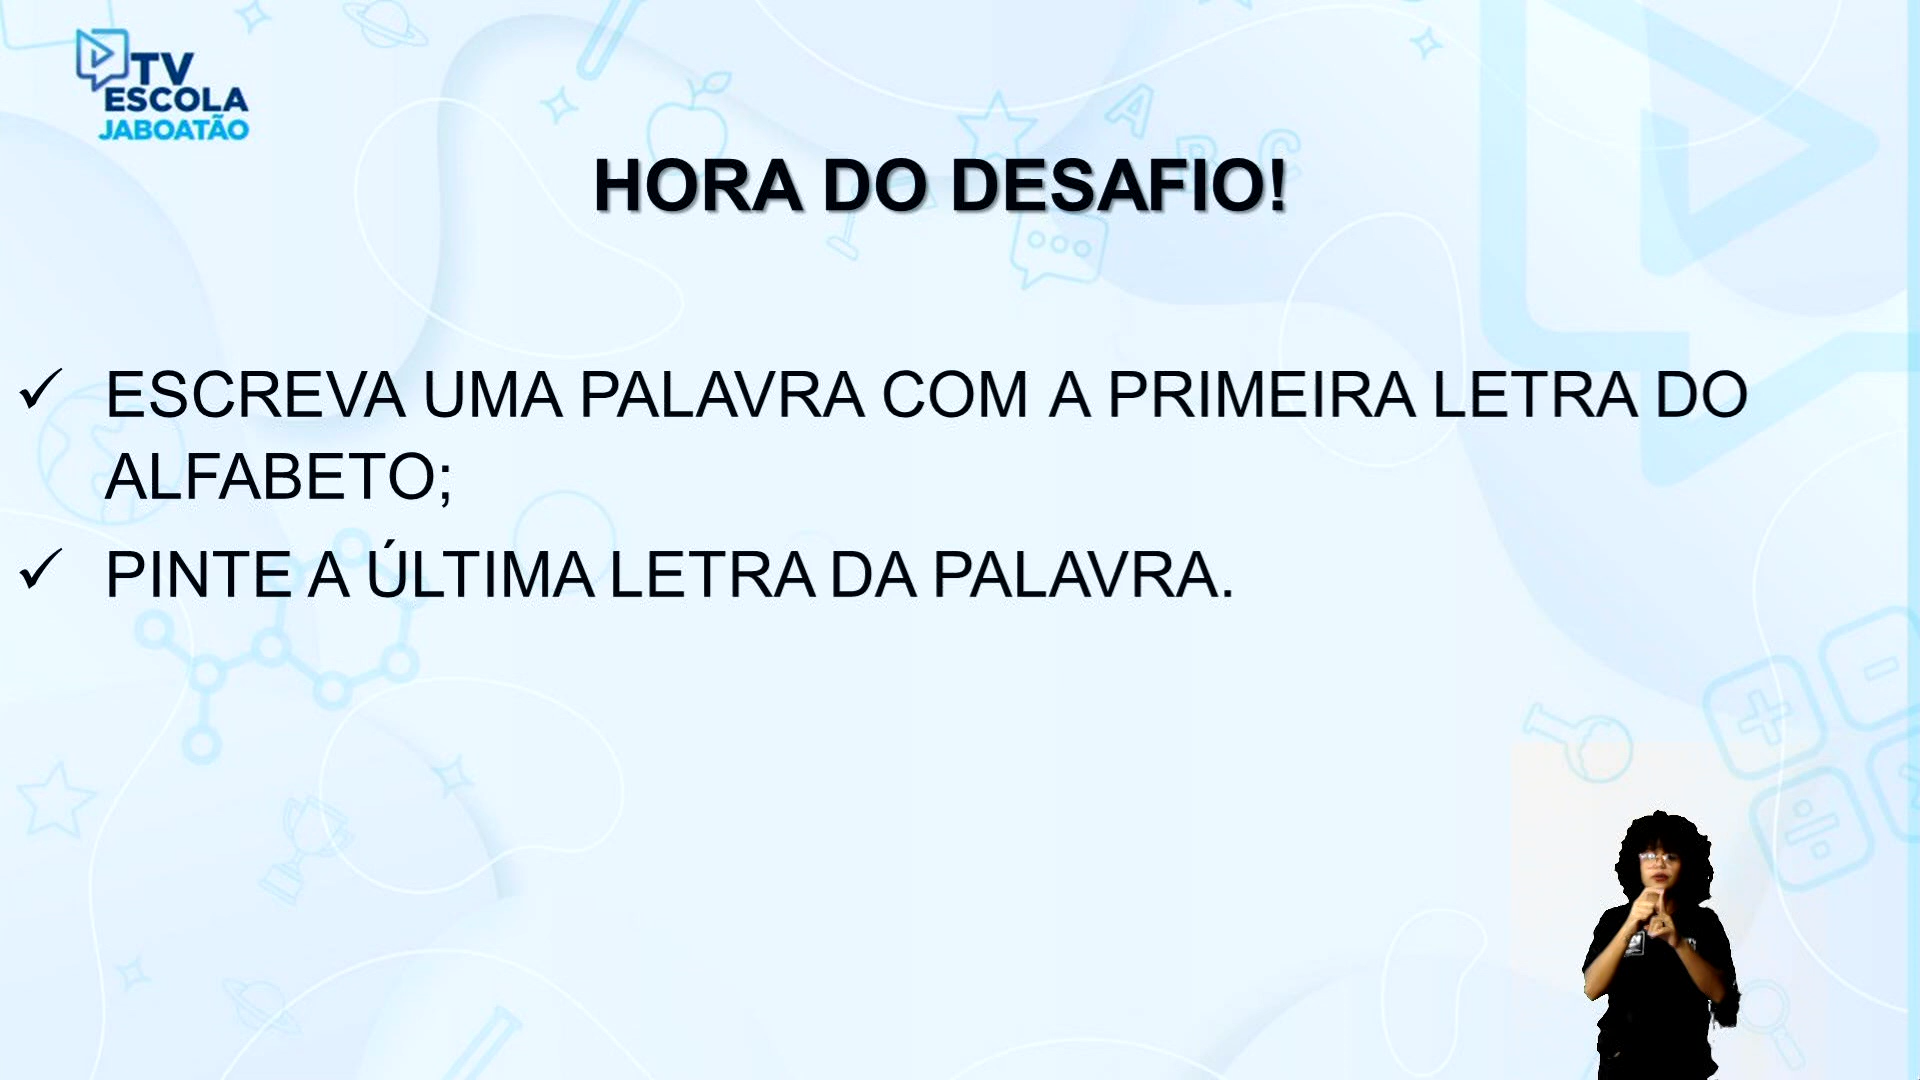 TV
ESCOLA
JABOATÃO
A B C
HORA DO DESAFIO!
✓ ESCREVA UMA PALAVRA COM A PRIMEIRA LETRA DO
ALFABETO;
✓ PINTE A ÚLTIMA LETRA DA PALAVRA.